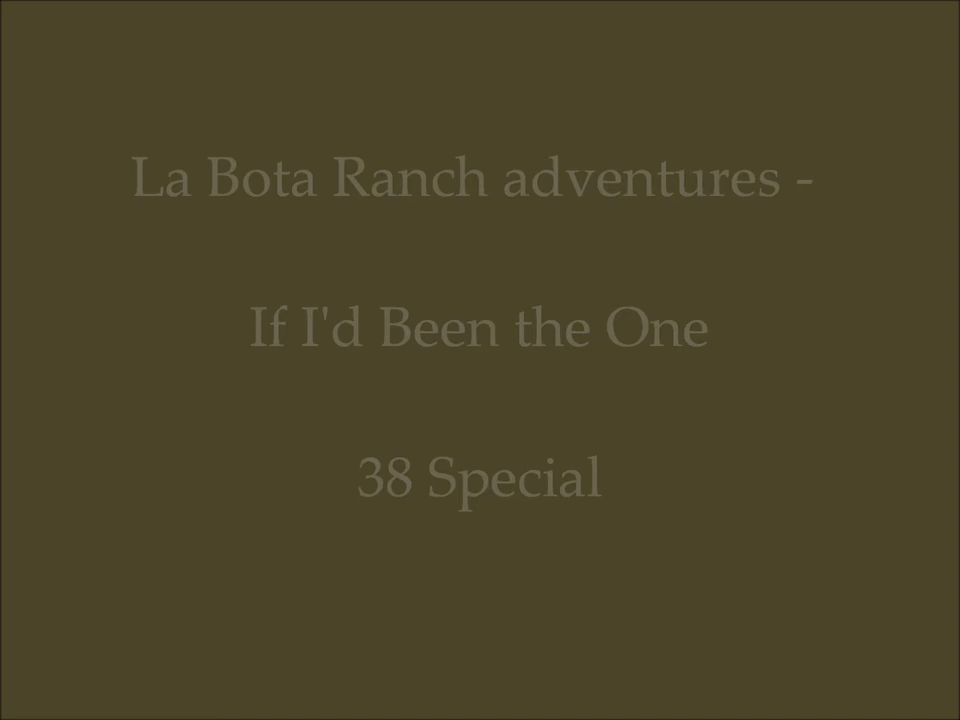 La Bota Ranch adventures -
If I'd Been the One
38 Special